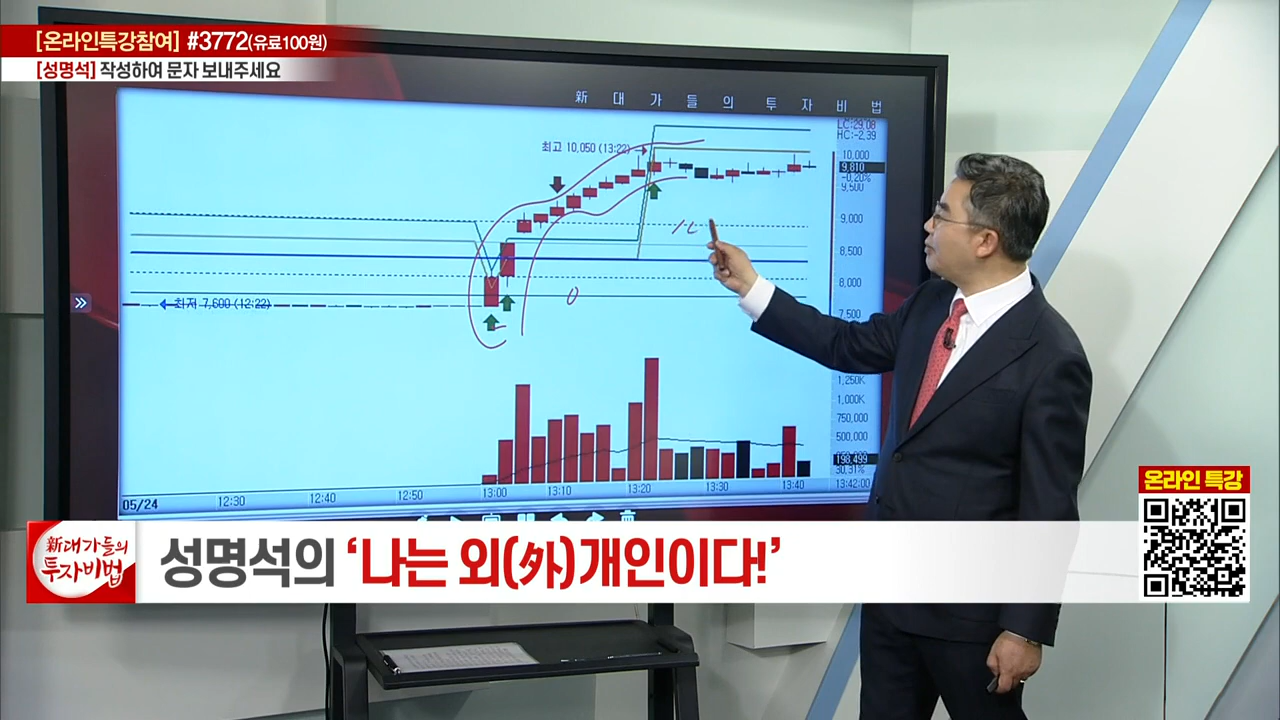 [온라인특강참여] #3772(유료100원)
[성명석] 작성하여 문자 보내주세요
新 대 가 들 의 투 자 비 법
LC:29.08
HC:-2.39
최고 10,050 (13:22)
10,000
9,810
-0.20%
9,500
9,000
8,500
8,000
7,500
최저 7,600 (12:22)
1,250K
1,000K
750,000
500,000
198,499
30.31%
05/24 12:30 12:40 12:50 13:00 13:10 13:20 13:30 13:40 13:42:00
온라인 특강
新대가들의
투자비법
성명석의 ‘나는 외(外)개인이다!’